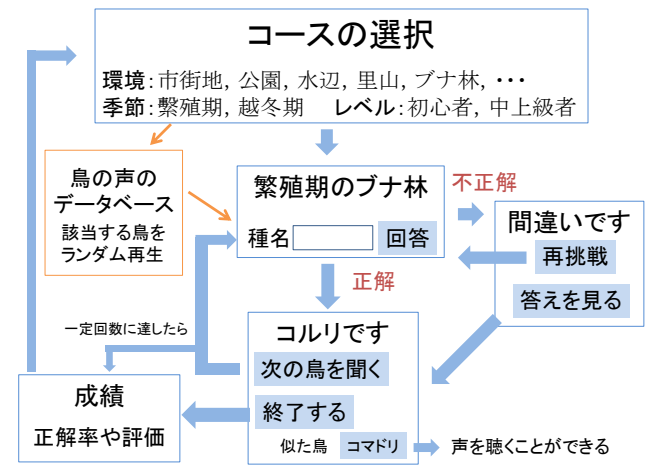 コースの選択
環境：市街地, 公園, 水辺, 里山, ブナ林, ・・・
季節：繁殖期, 越冬期　レベル：初心者, 中上級者
鳥の声の
データベース
該当する鳥を
ランダム再生
繁殖期のブナ林
種名
回答
不正解
間違いです
再挑戦
答えを見る
正解
一定回数に達したら
コルリです
次の鳥を聞く
終了する
似た鳥
コマドリ
声を聴くことができる
成績
正解率や評価